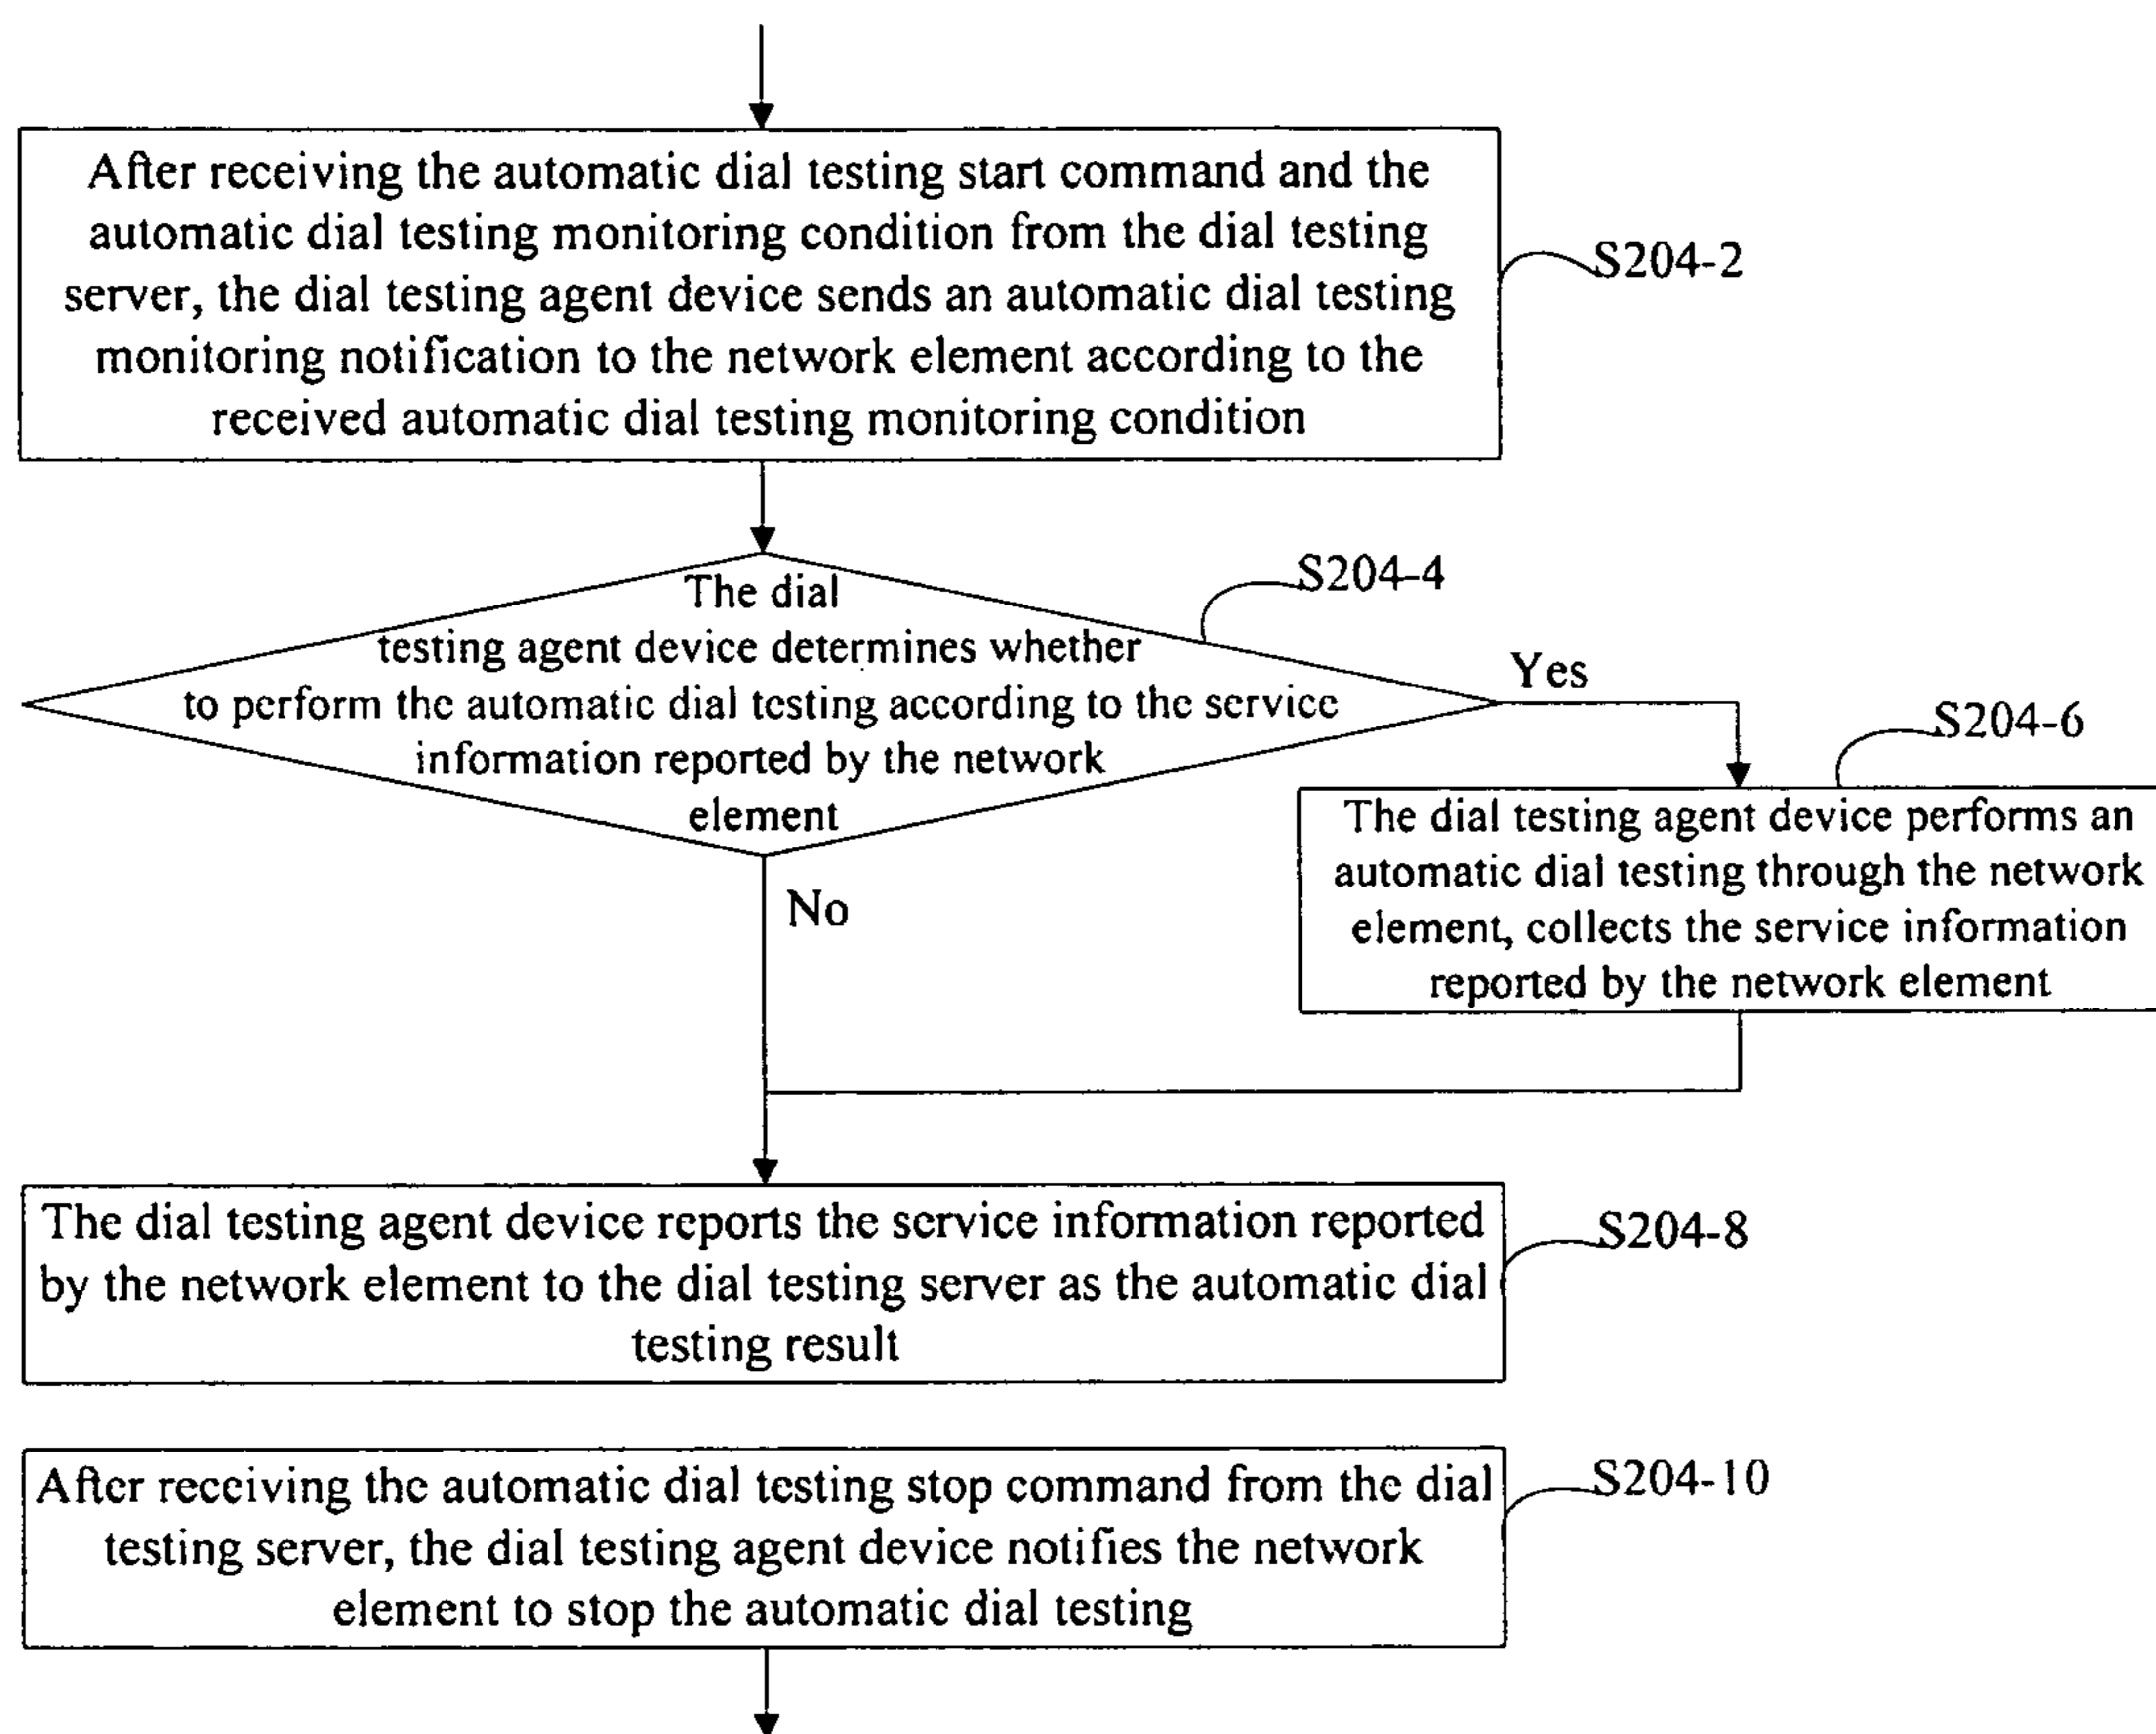 After receiving the automatic dial testing start command and the
automatic dial testing monitoring condition from the dial testing
server, the dial testing agent device sends an automatic dial testing
monitoring notification to the network element according to the
received automatic dial testing monitoring condition
S204-2
The dial
testing agent device determines whether
to perform the automatic dial testing according to the service
information reported by the network
element
S204-4
Yes
No
S204-6
The dial testing agent device performs an
automatic dial testing through the network
element, collects the service information
reported by the network element
The dial testing agent device reports the service information reported
by the network element to the dial testing server as the automatic dial
testing result
S204-8
After receiving the automatic dial testing stop command from the dial
testing server, the dial testing agent device notifies the network
element to stop the automatic dial testing
S204-10